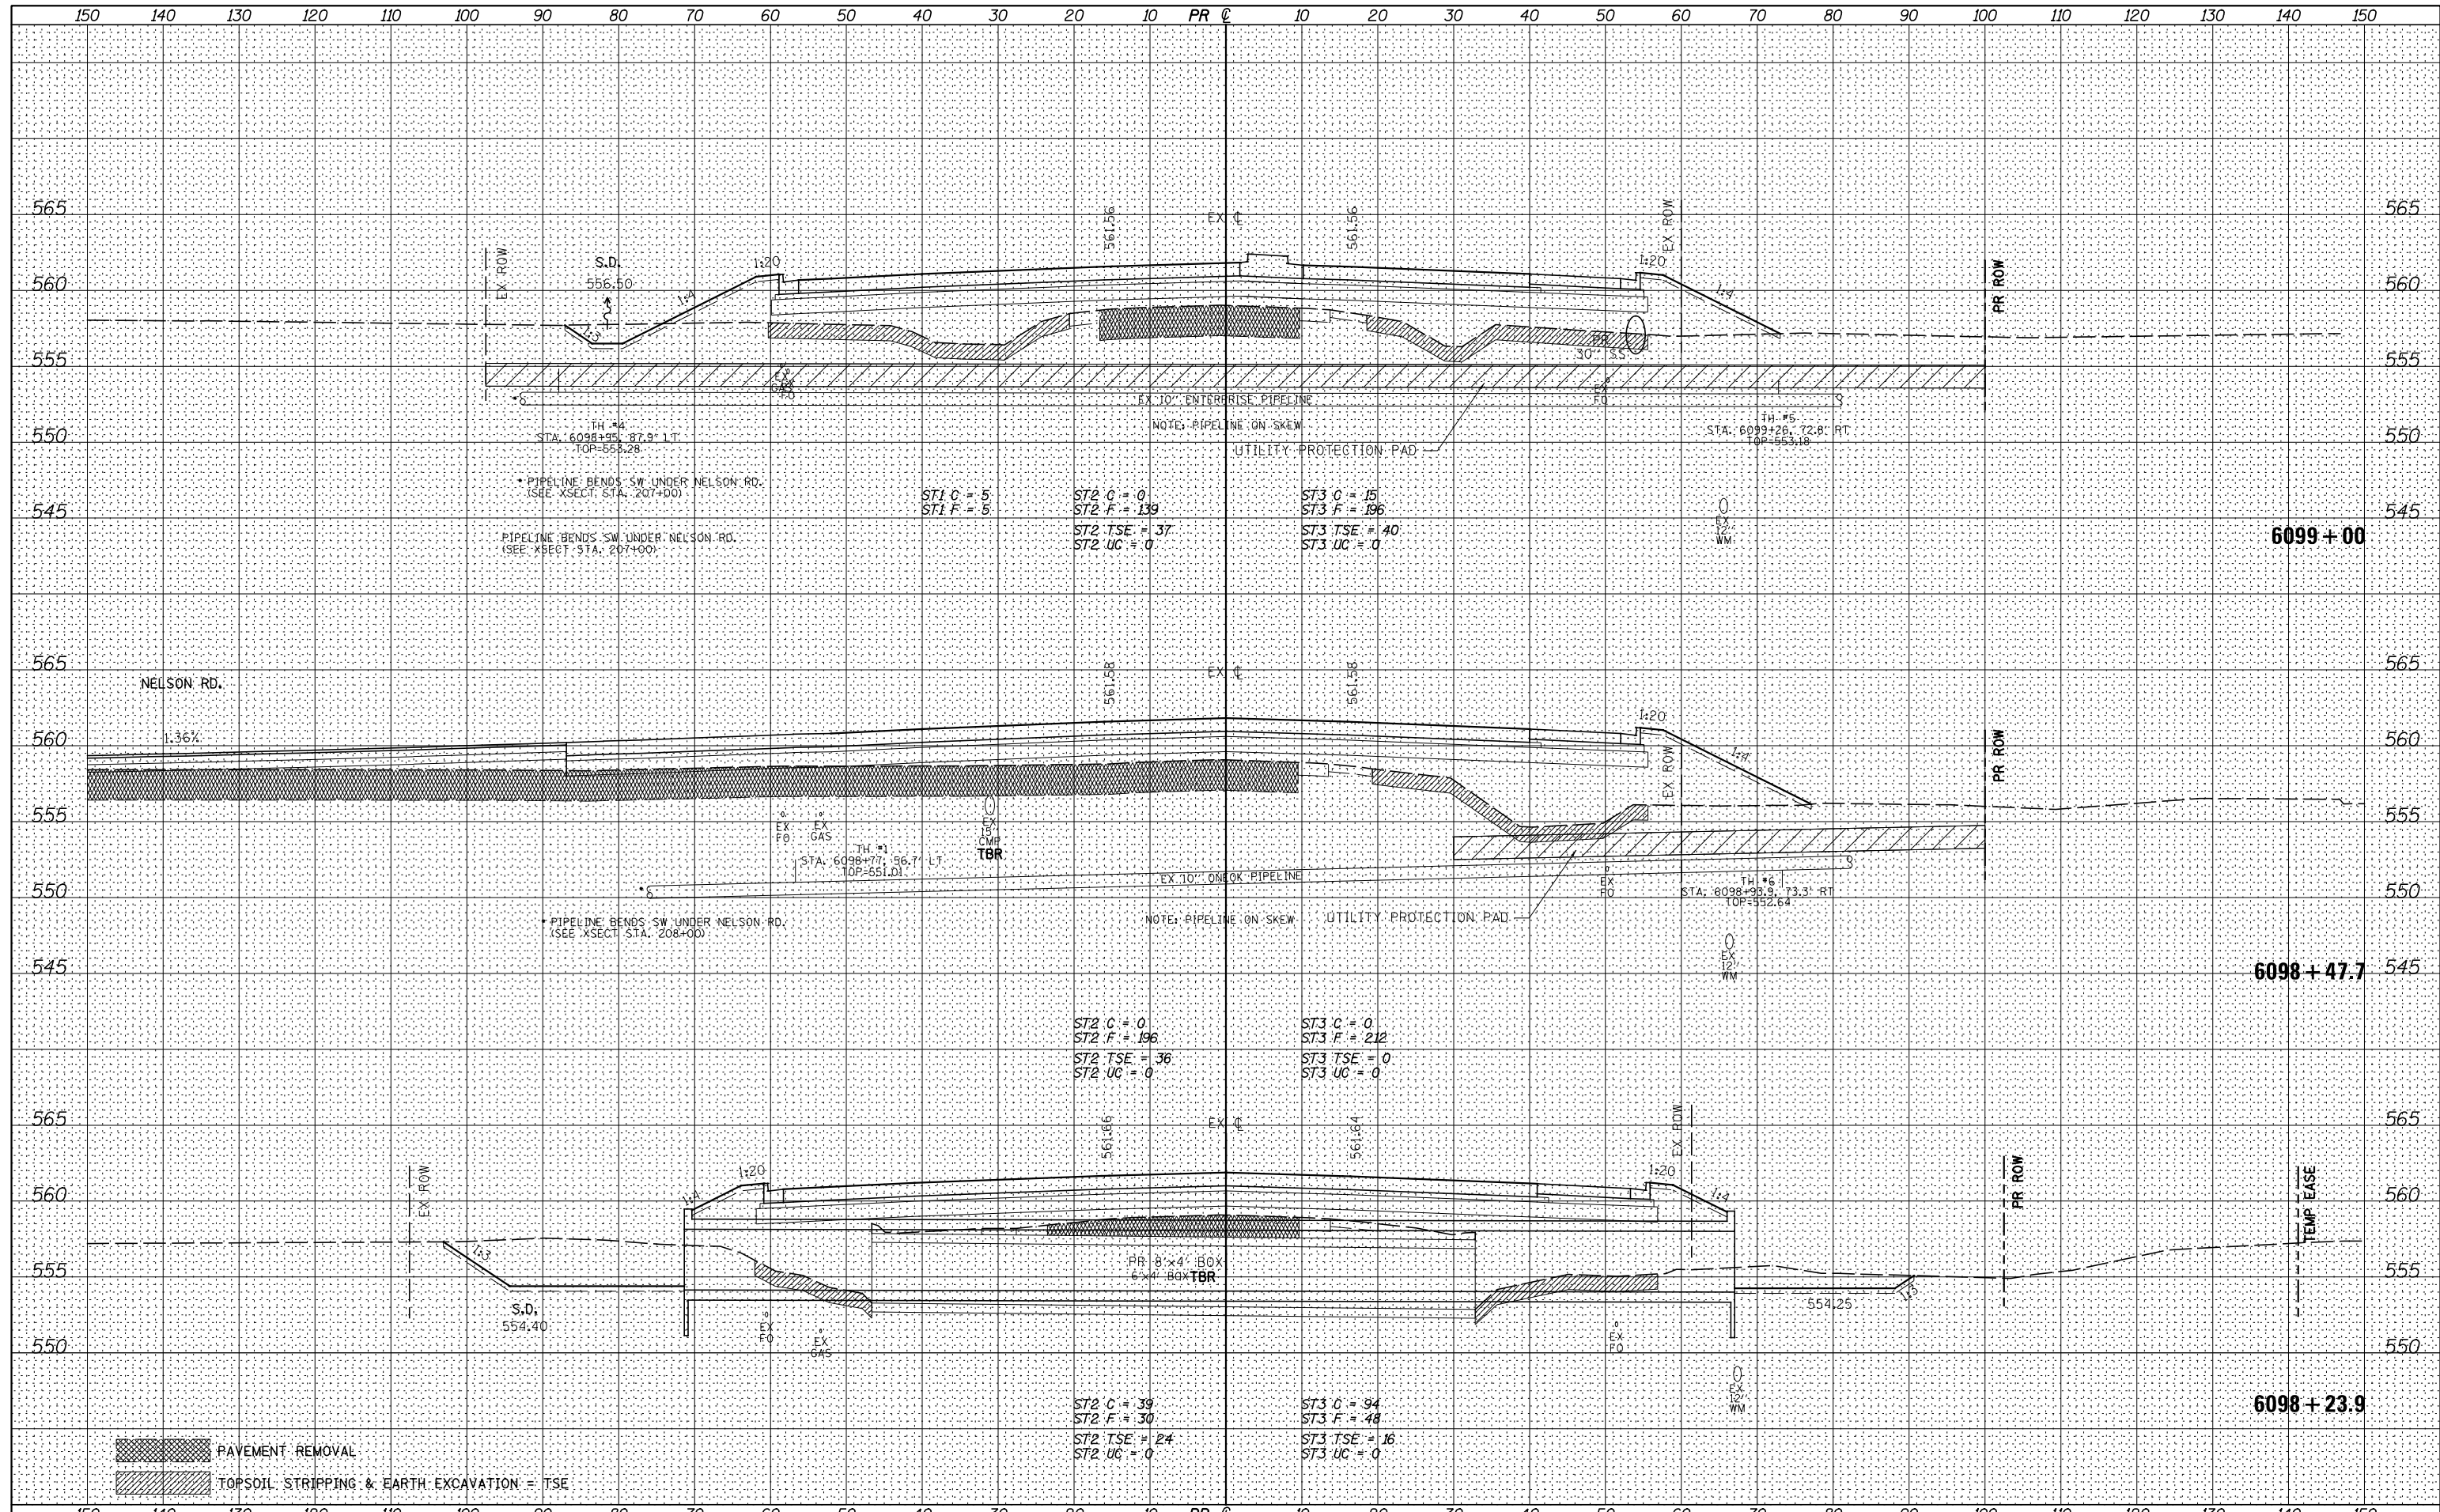 150 140 130 120 110 100 90 80 70 60 50 40 30 20 10 PR ℄ 10 20 30 40 50 60 70 80 90 100 110 120 130 140 150
565 561.56 EX ℄ 561.56 EX ROW 565
EX ROW S.D. 1:20 1:20 PR ROW
560 556.50 1:4 1:4 560
1:3
555 PR 555
30" SS
EX GAS EX FO EX FO
EX 10" ENTERPRISE PIPELINE
TH #4 NOTE: PIPELINE ON SKEW TH #5
STA. 6098+95, 87.9' LT STA. 6099+26, 72.8' RT
550 TOP=553.28 UTILITY PROTECTION PAD TOP=553.18 550
* PIPELINE BENDS SW UNDER NELSON RD.
(SEE XSECT STA. 207+00)
ST1 C = 5 ST2 C = 0 ST3 C = 15
545 ST1 F = 5 ST2 F = 139 ST3 F = 196 EX 12" WM 545
PIPELINE BENDS SW UNDER NELSON RD. ST2 TSE = 37 ST3 TSE = 40
(SEE XSECT STA. 207+00) ST2 UC = 0 ST3 UC = 0 6099+00
565 561.58 EX ℄ 561.58 565
NELSON RD.
1:20
560 1.36% EX ROW 1:4 PR ROW 560
555 EX FO EX GAS EX 15" CMP 555
TBR
TH #1
STA. 6098+77, 56.7' LT
TOP=551.01
EX 10" ONEOK PIPELINE EX FO TH #6
550 STA. 6098+93.9, 73.3' RT 550
TOP=552.64
* PIPELINE BENDS SW UNDER NELSON RD. NOTE: PIPELINE ON SKEW UTILITY PROTECTION PAD
(SEE XSECT STA. 208+00)
545 EX 12" WM 6098+47.7 545
ST2 C = 0 ST3 C = 0
ST2 F = 196 ST3 F = 212
ST2 TSE = 36 ST3 TSE = 0
ST2 UC = 0 ST3 UC = 0
565 561.66 EX ℄ 561.64 EX ROW 565
EX ROW 1:20 1:20 PR ROW TEMP EASE
560 1:4 1:4 560
1:3
555 PR 8'x4' BOX 555
6'x4' BOX TBR
S.D. 1:3
554.40 554.25
550 EX FO EX GAS EX FO 550
EX 12" WM
ST2 C = 39 ST3 C = 94 6098+23.9
ST2 F = 30 ST3 F = 48
ST2 TSE = 24 ST3 TSE = 16
ST2 UC = 0 ST3 UC = 0
PAVEMENT REMOVAL
TOPSOIL STRIPPING & EARTH EXCAVATION = TSE